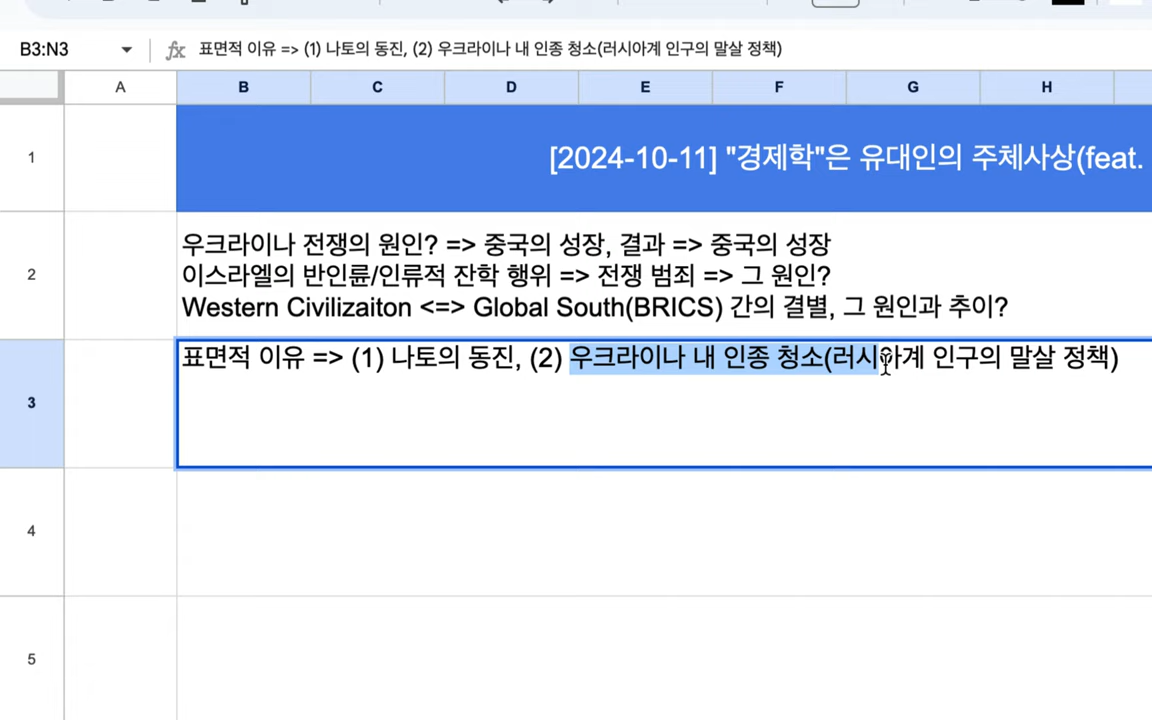 B3:N3
fx 표면적 이유 => (1) 나토의 동진, (2) 우크라이나 내 인종 청소(러시아계 인구의 말살 정책)
A B C D E F G H
1
[2024-10-11] "경제학"은 유대인의 주체사상(feat.
2
우크라이나 전쟁의 원인? => 중국의 성장, 결과 => 중국의 성장
이스라엘의 반인륜/인류적 잔학 행위 => 전쟁 범죄 => 그 원인?
Western Civilizaiton <=> Global South(BRICS) 간의 결별, 그 원인과 추이?
3
표면적 이유 => (1) 나토의 동진, (2) 우크라이나 내 인종 청소(러시아계 인구의 말살 정책)
4
5